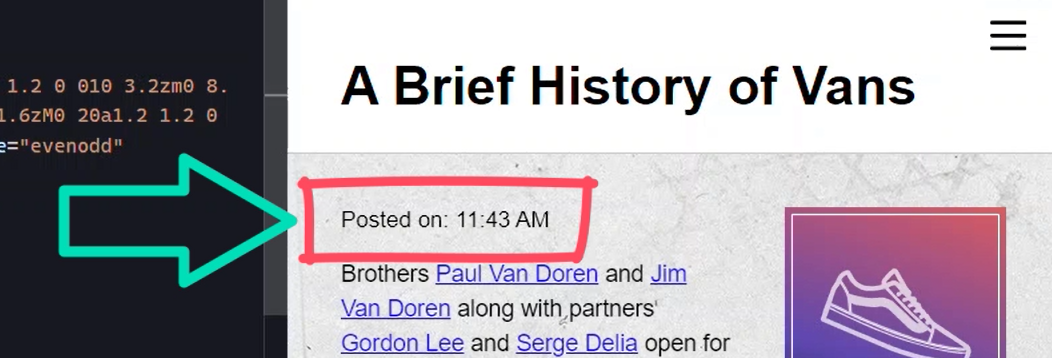 1.2 0 010 3.2zm0 8.
1.6zM0 20a1.2 1.2 0
e="evenodd"
A Brief History of Vans
Posted on: 11:43 AM
Brothers Paul Van Doren and Jim
Van Doren along with partners'
Gordon Lee and Serge Delia open for